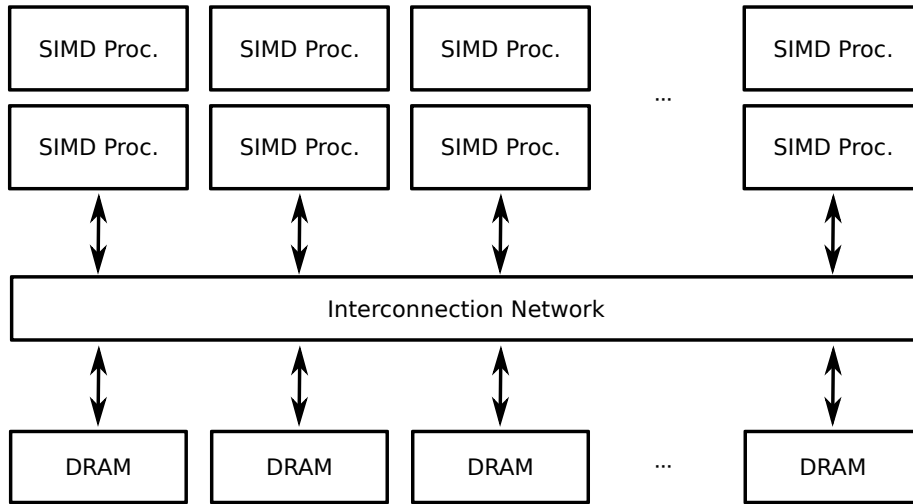 SIMD Proc. SIMD Proc. SIMD Proc. SIMD Proc.
...
SIMD Proc. SIMD Proc. SIMD Proc. SIMD Proc.
Interconnection Network
DRAM DRAM DRAM ... DRAM